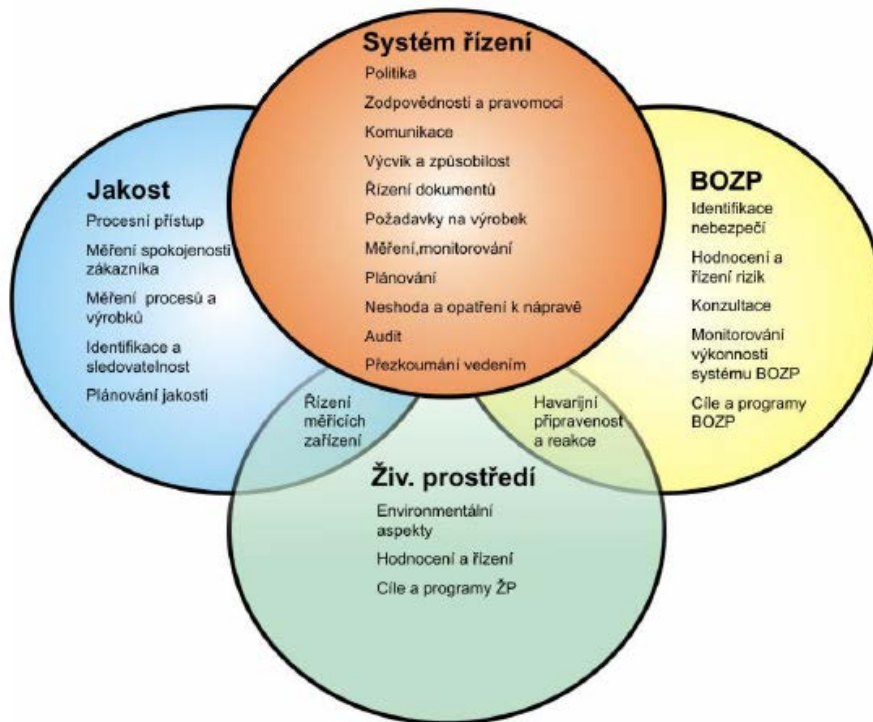 Systém řízení
Politika
Zodpovědnosti a pravomoci
Komunikace
Výcvik a způsobilost
Řízení dokumentů
Požadavky na výrobek
Měření,monitorování
Plánování
Neshoda a opatření k nápravě
Audit
Přezkoumání vedením
Jakost
Procesní přístup
Měření spokojenosti
zákazníka
Měření procesů a
výrobků
Identifikace a
sledovatelnost
Plánování jakosti
BOZP
Identifikace
nebezpečí
Hodnocení a
řízení rizik
Konzultace
Monitorování
výkonnosti
systému BOZP
Cíle a programy
BOZP
Řízení
měřících
zařízení
Havarijní
připravenost
a reakce
Živ. prostředí
Environmentální
aspekty
Hodnocení a řízení
Cíle a programy ŽP